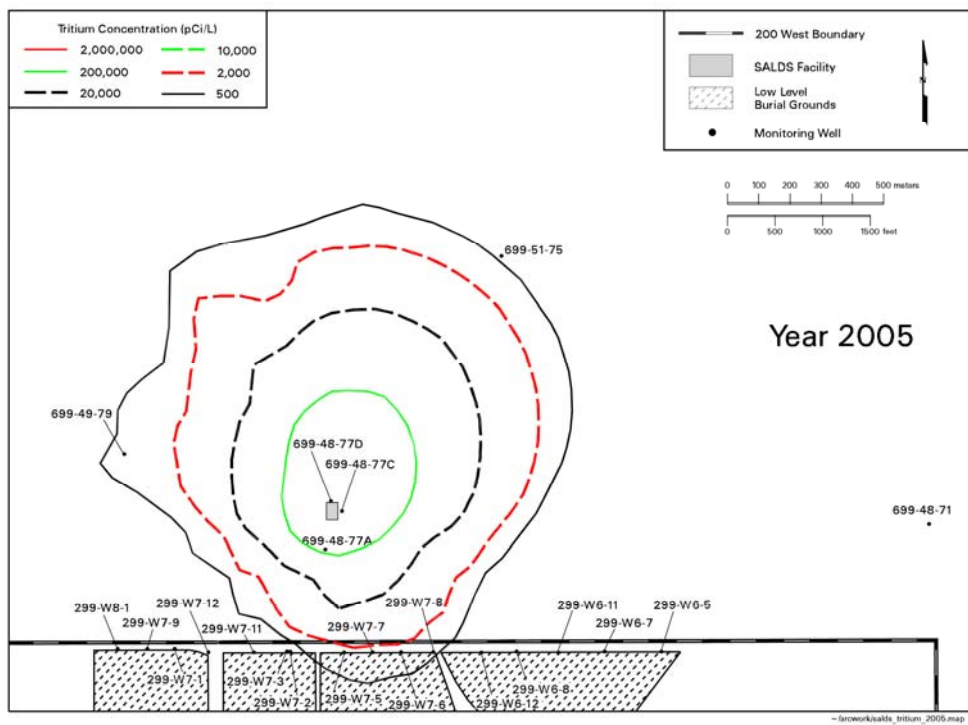 Tritium Concentration (pCi/L)
2,000,000
10,000
200,000
2,000
20,000
500
200 West Boundary
SALDS Facility
Low Level
Burial Grounds
Monitoring Well
N
0 100 200 300 400 500 meters
0 500 1000 1500 feet
699-51-75
Year 2005
699-49-79
699-48-77D
699-48-77C
699-48-71
699-48-77A
299-W8-1
299-W7-12
299-W7-8
299-W6-11
299-W6-5
299-W7-9
299-W7-11
299-W7-7
299-W6-7
299-W7-1
299-W7-3
299-W7-5
299-W6-8
299-W7-2
299-W7-6
299-W6-12
~farowork/salds_tritium_2005.map